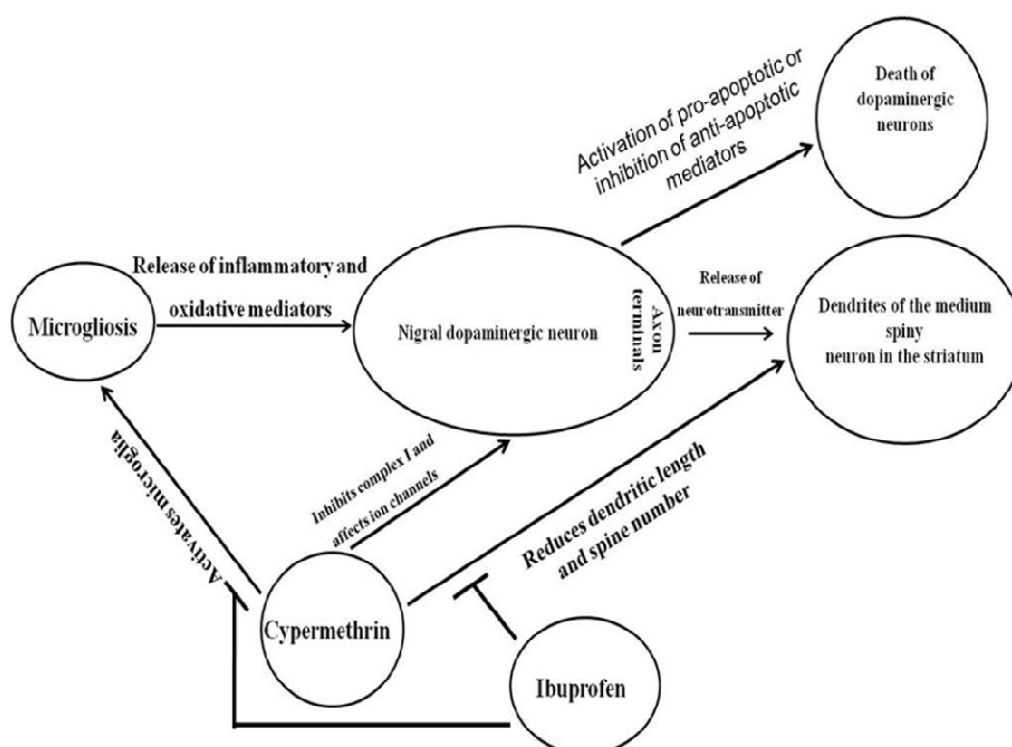 Activation of pro-apoptotic or
inhibition of anti-apoptotic
mediators
Death of
dopaminergic
neurons
Release of inflammatory and
oxidative mediators
Microgliosis
Nigral dopaminergic neuron
Axon
terminals
Release of
neurotransmitter
Dendrites of the medium
spiny
neuron in the striatum
Activates microglia
Inhibits complex I and
affects ion channels
Reduces dendritic length
and spine number
Cypermethrin
Ibuprofen